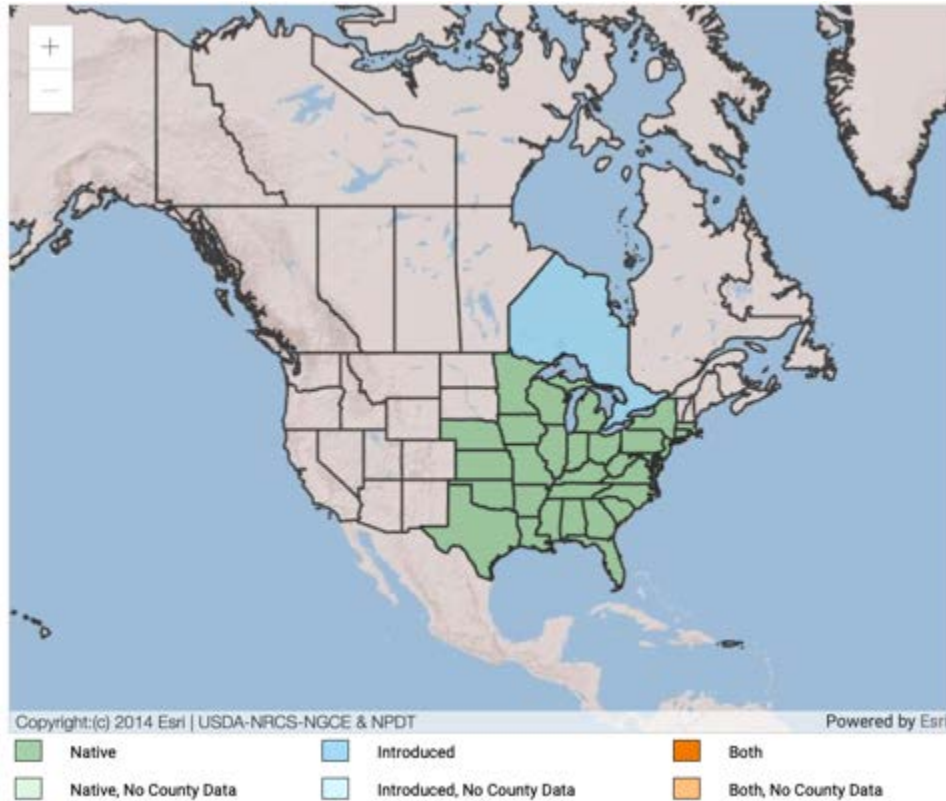 +
−
Copyright:(c) 2014 Esri | USDA-NRCS-NGCE & NPDT
Powered by Esri
Native
Introduced
Both
Native, No County Data
Introduced, No County Data
Both, No County Data